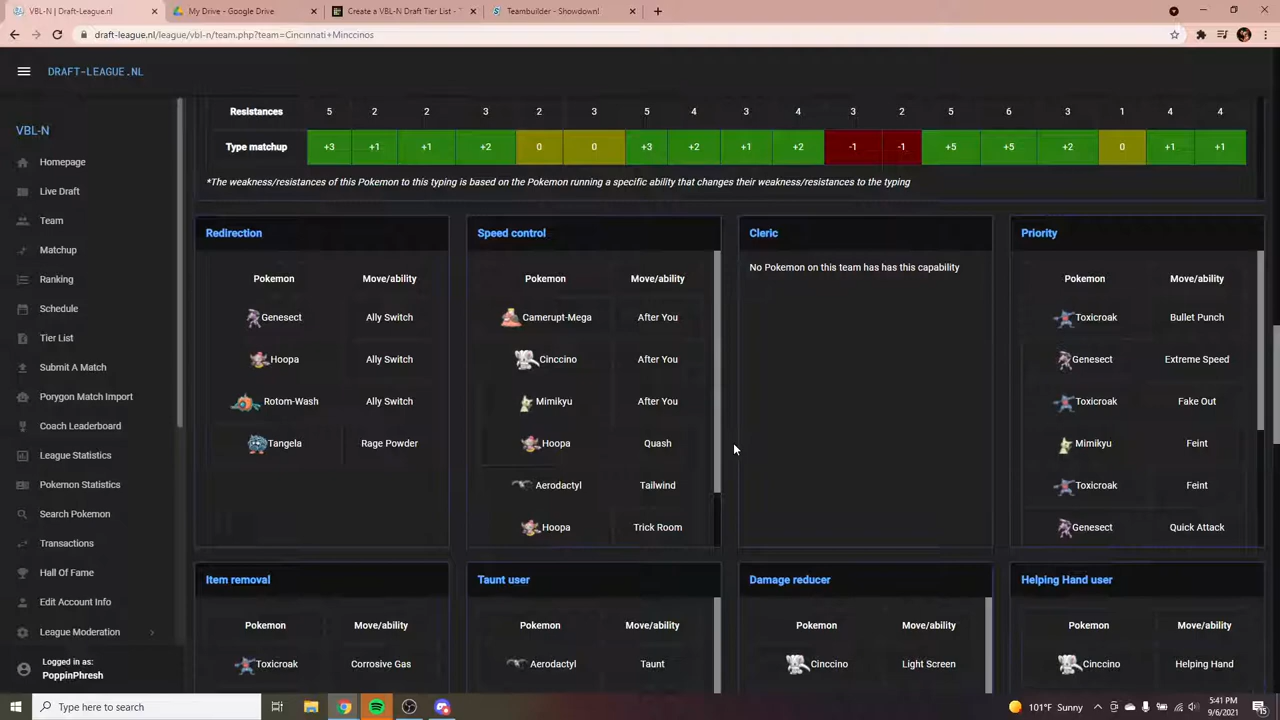 VBL-N | Draft-League.nl
My Drive - Google Drive
Create a VBL-N Draft Tier List - T
Teambuilder - Showdown!
draft-league.nl/league/vbl-n/team.php?team=Cincinnati+Minccinos
DRAFT-LEAGUE.NL
VBL-N
Homepage
Live Draft
Team
Matchup
Ranking
Schedule
Tier List
Submit A Match
Porygon Match Import
Coach Leaderboard
League Statistics
Pokemon Statistics
Search Pokemon
Transactions
Hall Of Fame
Edit Account Info
League Moderation
Logged in as:
PoppinPhresh
Resistances 5 2 2 3 2 3 5 4 3 4 3 2 5 6 3 1 4 4
Type matchup +3 +1 +1 +2 0 0 +3 +2 +1 +2 -1 -1 +5 +5 +2 0 +1 +1
*The weakness/resistances of this Pokemon to this typing is based on the Pokemon running a specific ability that changes their weakness/resistances to the typing
Redirection
Pokemon Move/ability
Genesect Ally Switch
Hoopa Ally Switch
Rotom-Wash Ally Switch
Tangela Rage Powder
Speed control
Pokemon Move/ability
Camerupt-Mega After You
Cinccino After You
Mimikyu After You
Hoopa Quash
Aerodactyl Tailwind
Hoopa Trick Room
Cleric
No Pokemon on this team has has this capability
Priority
Pokemon Move/ability
Toxicroak Bullet Punch
Genesect Extreme Speed
Toxicroak Fake Out
Mimikyu Feint
Toxicroak Feint
Genesect Quick Attack
Item removal
Pokemon Move/ability
Toxicroak Corrosive Gas
Taunt user
Pokemon Move/ability
Aerodactyl Taunt
Damage reducer
Pokemon Move/ability
Cinccino Light Screen
Helping Hand user
Pokemon Move/ability
Cinccino Helping Hand
Type here to search
101°F Sunny
5:41 PM
9/6/2021
15